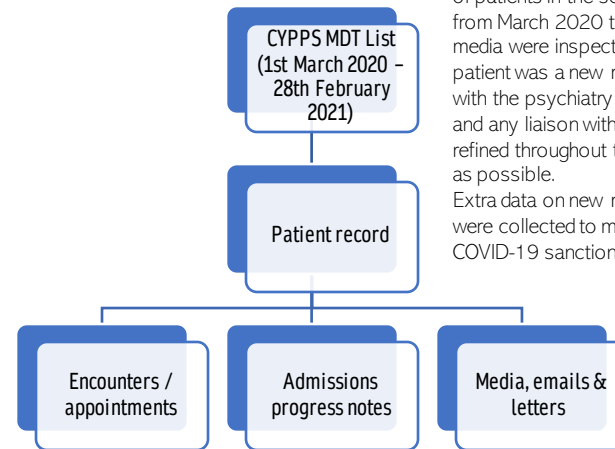 CYPPS MDT List
(1st March 2020 –
28th February
2021)
Patient record
Encounters /
appointments
Admissions
progress notes
Media, emails &
letters
from March 2020 t
media were inspect
patient was a new r
with the psychiatry
and any liaison with
refined throughout t
as possible.
Extra data on new r
were collected to m
COVID-19 sanction